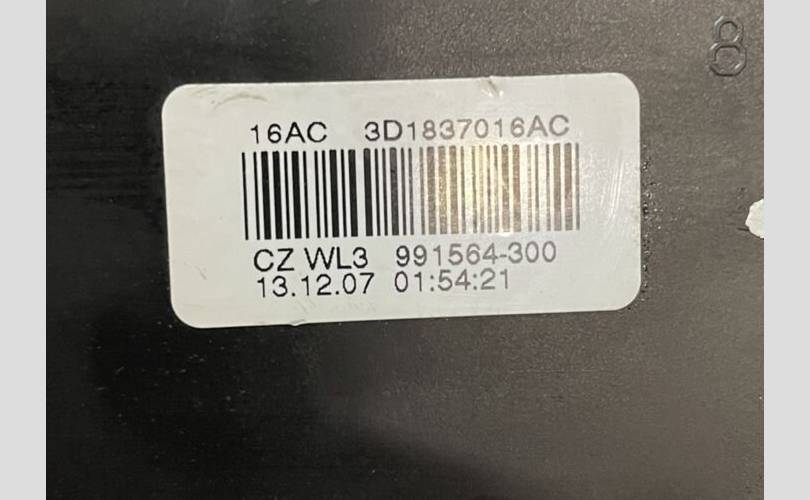 8
16AC 3D1837016AC
CZ WL3 991564-300
13.12.07 01:54:21